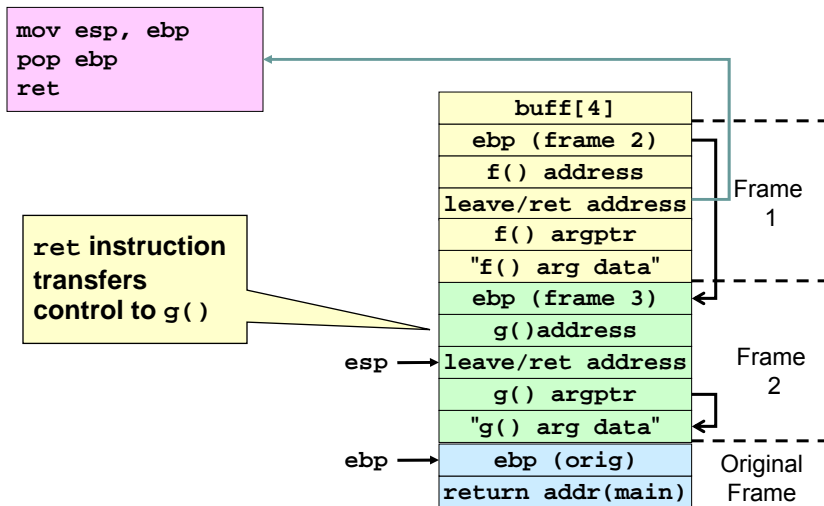 mov esp, ebp
pop ebp
ret
buff[4]
ebp (frame 2)
f() address
leave/ret address
f() argptr
"f() arg data"
Frame
1
ret instruction
transfers
control to g()
ebp (frame 3)
g()address
esp
leave/ret address
g() argptr
"g() arg data"
Frame
2
ebp
ebp (orig)
return addr(main)
Original
Frame